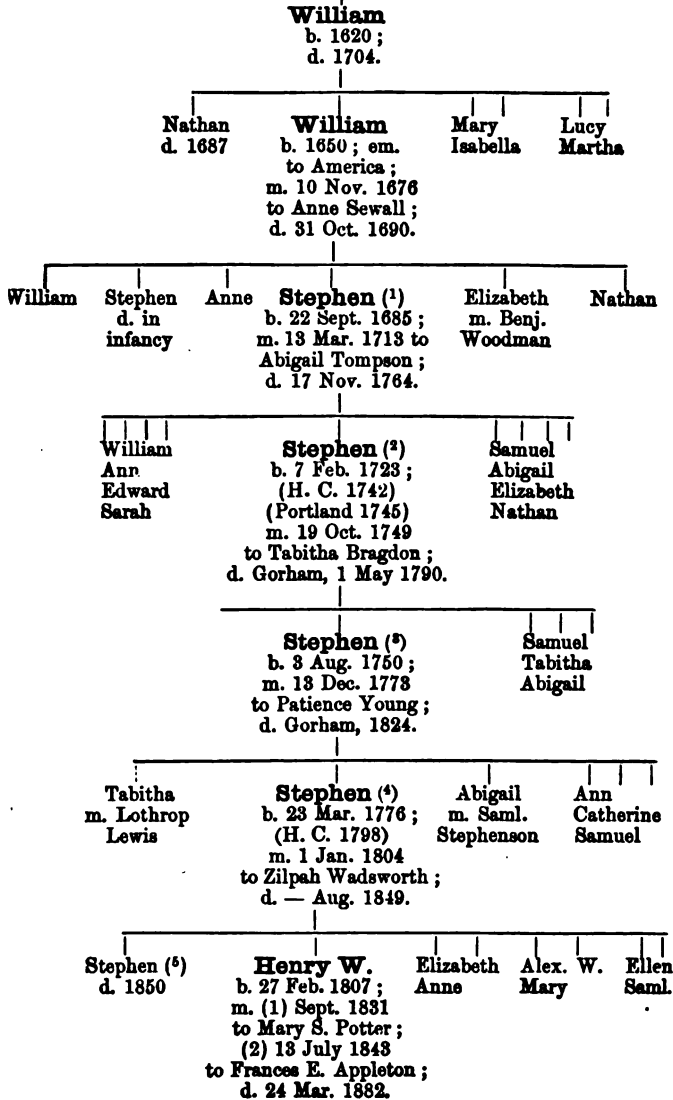 William
b. 1620 ;
d. 1704.
Nathan
d. 1687
William
b. 1650 ; em.
to America ;
m. 10 Nov. 1676
to Anne Sewall ;
d. 31 Oct. 1690.
Mary
Isabella
Lucy
Martha
William
Stephen
d. in
infancy
Anne
Stephen (¹)
b. 22 Sept. 1685 ;
m. 13 Mar. 1713 to
Abigail Tompson ;
d. 17 Nov. 1764.
Elizabeth
m. Benj.
Woodman
Nathan
William
Ann
Edward
Sarah
Stephen (²)
b. 7 Feb. 1723 ;
(H. C. 1742)
(Portland 1745)
m. 19 Oct. 1749
to Tabitha Bragdon ;
d. Gorham, 1 May 1790.
Samuel
Abigail
Elizabeth
Nathan
Stephen (³)
b. 3 Aug. 1750 ;
m. 13 Dec. 1773
to Patience Young ;
d. Gorham, 1824.
Samuel
Tabitha
Abigail
Tabitha
m. Lothrop
Lewis
Stephen (⁴)
b. 23 Mar. 1776 ;
(H. C. 1798)
m. 1 Jan. 1804
to Zilpah Wadsworth ;
d. — Aug. 1849.
Abigail
m. Saml.
Stephenson
Ann
Catherine
Samuel
Stephen (⁵)
d. 1850
Henry W.
b. 27 Feb. 1807 ;
m. (1) Sept. 1831
to Mary S. Potter ;
(2) 13 July 1843
to Frances E. Appleton ;
d. 24 Mar. 1882.
Elizabeth
Anne
Alex. W.
Mary
Ellen
Saml.